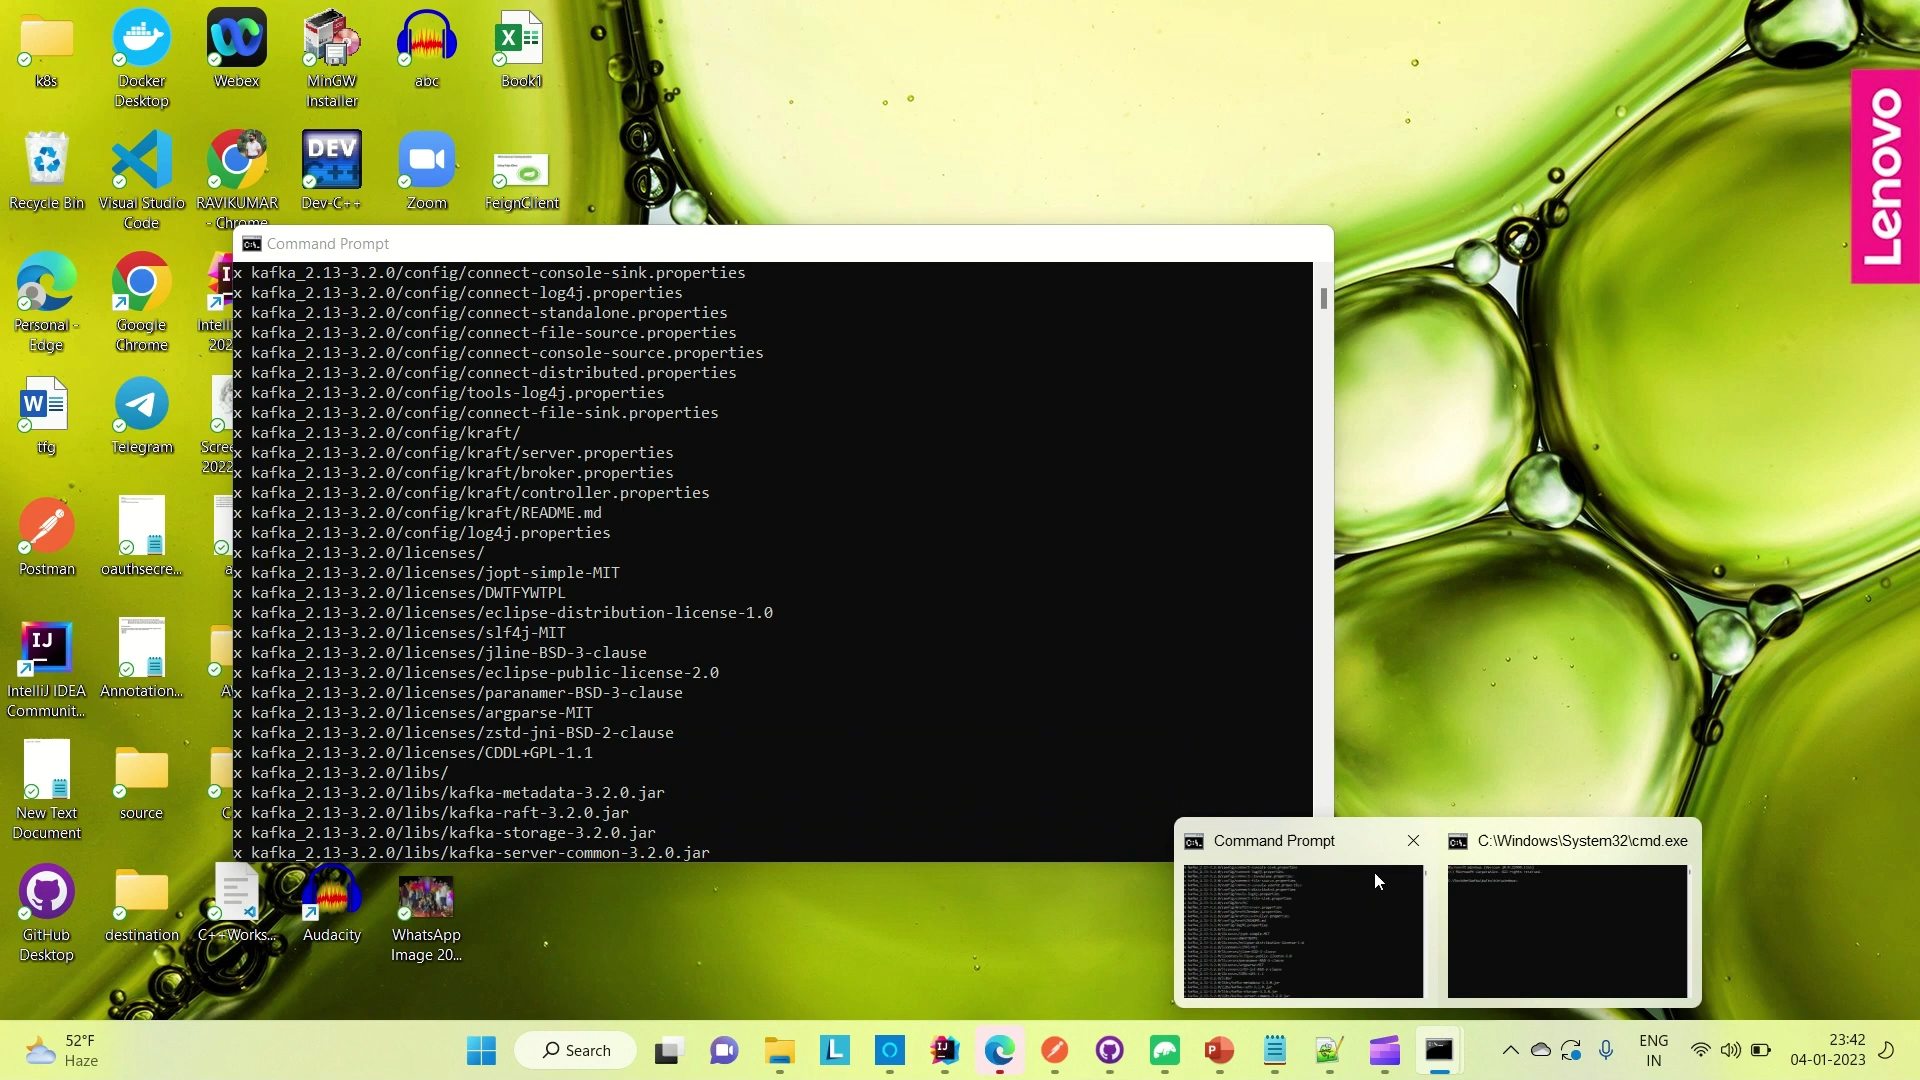 k8s
Docker
Desktop
Webex
MinGW
Installer
abc
Book1
Recycle Bin
Visual Studio
Code
RAVIKUMAR
- Chrome
DEV
Dev-C++
Zoom
FeignClient
Lenovo
Personal -
Edge
Google
Chrome
Command Prompt
x kafka_2.13-3.2.0/config/connect-console-sink.properties
x kafka_2.13-3.2.0/config/connect-log4j.properties
x kafka_2.13-3.2.0/config/connect-standalone.properties
x kafka_2.13-3.2.0/config/connect-file-source.properties
x kafka_2.13-3.2.0/config/connect-console-source.properties
x kafka_2.13-3.2.0/config/connect-distributed.properties
x kafka_2.13-3.2.0/config/tools-log4j.properties
x kafka_2.13-3.2.0/config/connect-file-sink.properties
x kafka_2.13-3.2.0/config/kraft/
x kafka_2.13-3.2.0/config/kraft/server.properties
x kafka_2.13-3.2.0/config/kraft/broker.properties
x kafka_2.13-3.2.0/config/kraft/controller.properties
x kafka_2.13-3.2.0/config/kraft/README.md
x kafka_2.13-3.2.0/config/log4j.properties
x kafka_2.13-3.2.0/licenses/
x kafka_2.13-3.2.0/licenses/jopt-simple-MIT
x kafka_2.13-3.2.0/licenses/DWTFYWTPL
x kafka_2.13-3.2.0/licenses/eclipse-distribution-license-1.0
x kafka_2.13-3.2.0/licenses/slf4j-MIT
x kafka_2.13-3.2.0/licenses/jline-BSD-3-clause
x kafka_2.13-3.2.0/licenses/eclipse-public-license-2.0
x kafka_2.13-3.2.0/licenses/paranamer-BSD-3-clause
x kafka_2.13-3.2.0/licenses/argparse-MIT
x kafka_2.13-3.2.0/licenses/zstd-jni-BSD-2-clause
x kafka_2.13-3.2.0/licenses/CDDL+GPL-1.1
x kafka_2.13-3.2.0/libs/
x kafka_2.13-3.2.0/libs/kafka-metadata-3.2.0.jar
x kafka_2.13-3.2.0/libs/kafka-raft-3.2.0.jar
x kafka_2.13-3.2.0/libs/kafka-storage-3.2.0.jar
x kafka_2.13-3.2.0/libs/kafka-server-common-3.2.0.jar
tfg
Telegram
Postman
oauthsecre...
IJ
IntelliJ IDEA
Communit...
Annotation...
New Text
Document
source
GitHub
Desktop
destination
C++Works...
Audacity
WhatsApp
Image 20...
Command Prompt
C:\Windows\System32\cmd.exe
52°F
Haze
Search
ENG
IN
23:42
04-01-2023